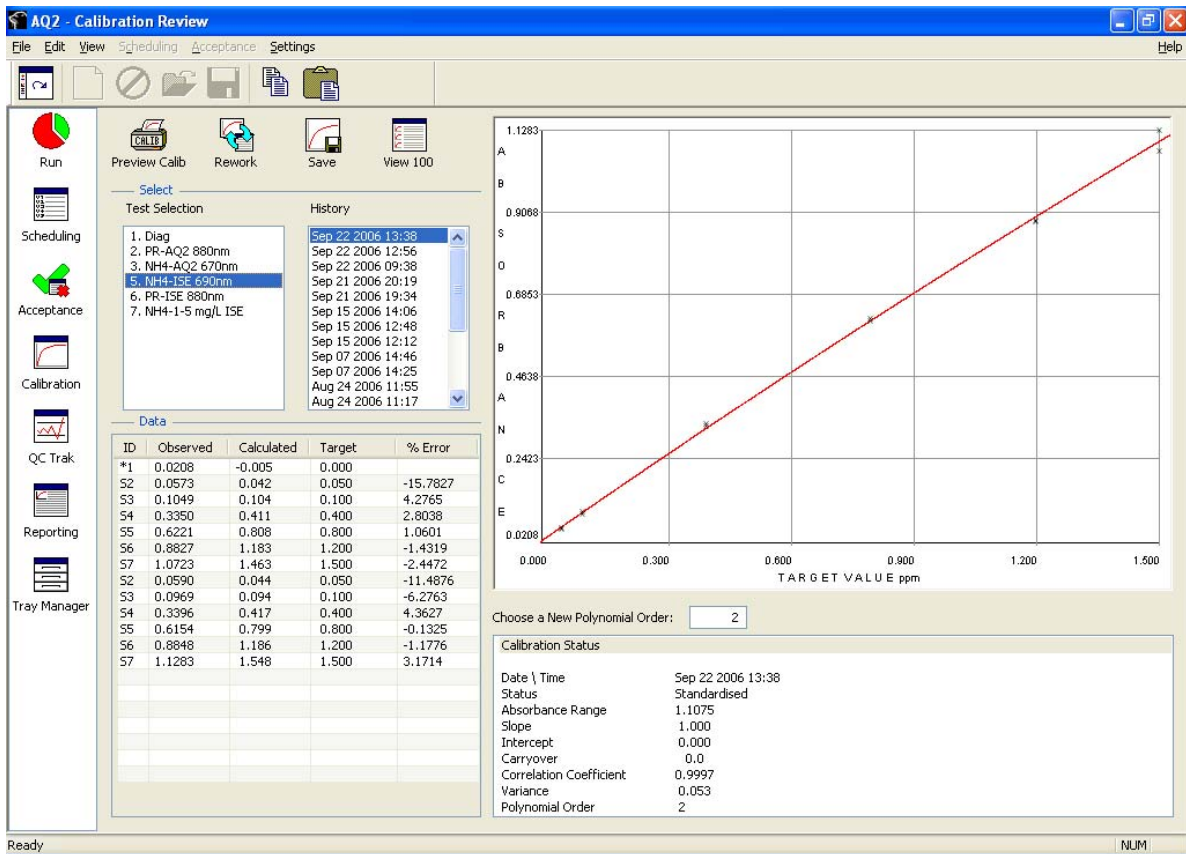 AQ2 - Calibration Review
File Edit View Scheduling Acceptance Settings Help
Run
Scheduling
Acceptance
Calibration
QC Trak
Reporting
Tray Manager
CALIB
Preview Calib Rework Save View 100
Select
Test Selection History
1. Diag
2. PR-AQ2 880nm
3. NH4-AQ2 670nm
5. NH4-ISE 690nm
6. PR-ISE 880nm
7. NH4-1-5 mg/L ISE
Sep 22 2006 13:38
Sep 22 2006 12:56
Sep 22 2006 09:38
Sep 21 2006 20:19
Sep 21 2006 19:34
Sep 15 2006 14:06
Sep 15 2006 12:48
Sep 15 2006 12:12
Sep 07 2006 14:46
Sep 07 2006 14:25
Aug 24 2006 11:55
Aug 24 2006 11:17
Data
ID Observed Calculated Target % Error
*1 0.0208 -0.005 0.000
S2 0.0573 0.042 0.050 -15.7827
S3 0.1049 0.104 0.100 4.2765
S4 0.3350 0.411 0.400 2.8038
S5 0.6221 0.808 0.800 1.0601
S6 0.8827 1.183 1.200 -1.4319
S7 1.0723 1.463 1.500 -2.4472
S2 0.0590 0.044 0.050 -11.4876
S3 0.0969 0.094 0.100 -6.2763
S4 0.3396 0.417 0.400 4.3627
S5 0.6154 0.799 0.800 -0.1325
S6 0.8848 1.186 1.200 -1.1776
S7 1.1283 1.548 1.500 3.1714
ABSORBANCE
1.1283
0.9068
0.6853
0.4638
0.2423
0.0208
0.000 0.300 0.600 0.900 1.200 1.500
TARGET VALUE ppm
Choose a New Polynomial Order: 2
Calibration Status
Date \ Time Sep 22 2006 13:38
Status Standardised
Absorbance Range 1.1075
Slope 1.000
Intercept 0.000
Carryover 0.0
Correlation Coefficient 0.9997
Variance 0.053
Polynomial Order 2
Ready NUM